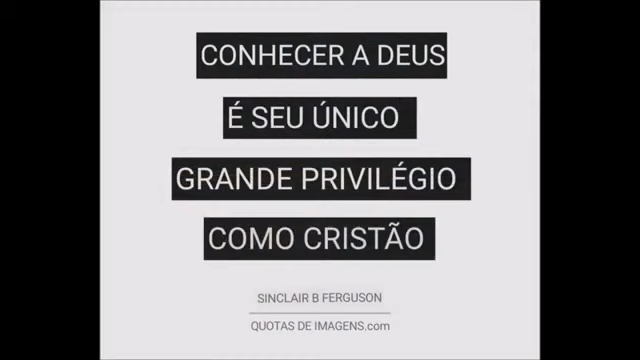 CONHECER A DEUS
É SEU ÚNICO
GRANDE PRIVILÉGIO
COMO CRISTÃO
SINCLAIR B FERGUSON
QUOTAS DE IMAGENS.com